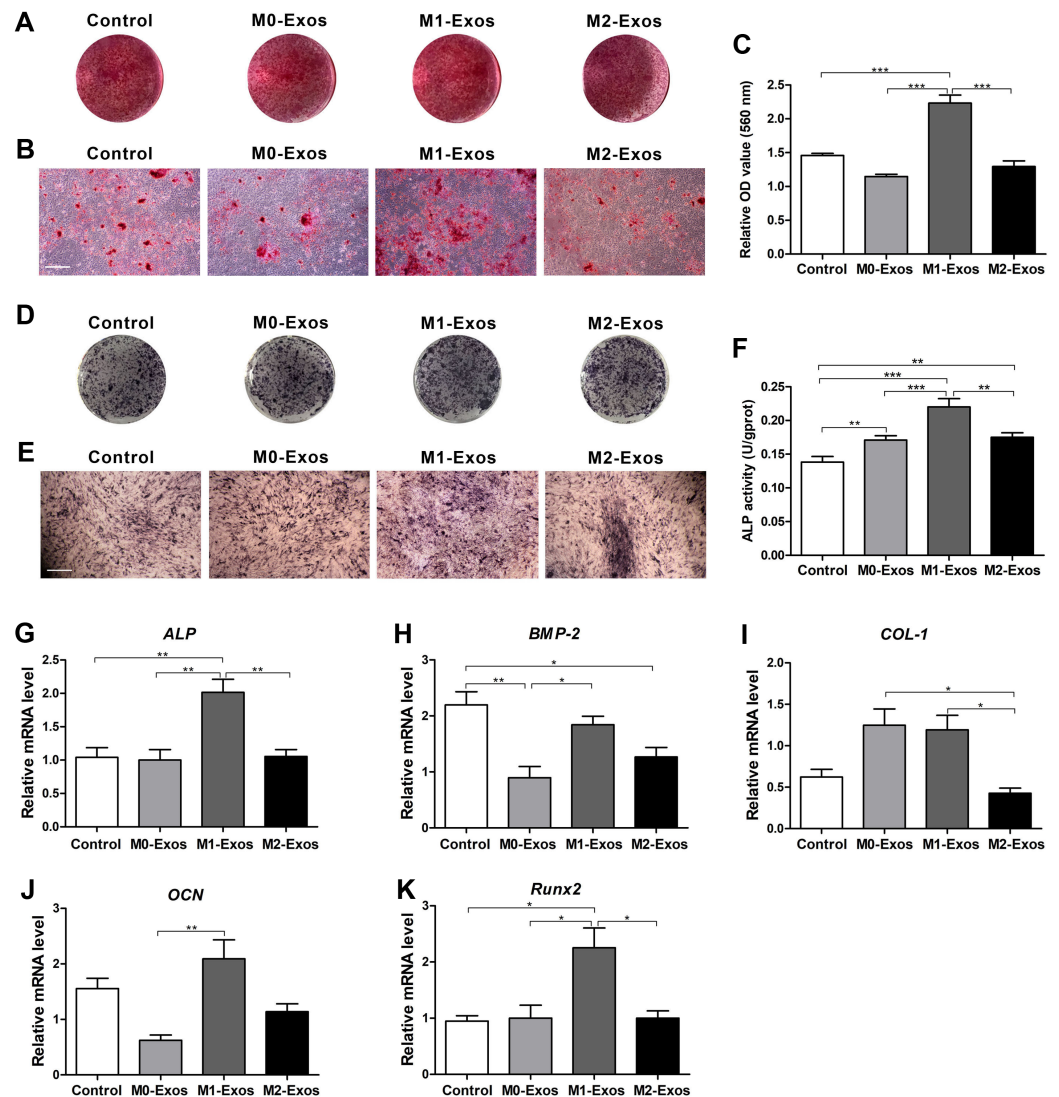 A
Control M0-Exos M1-Exos M2-Exos
B
Control M0-Exos M1-Exos M2-Exos
C
Relative OD value (560 nm)
2.5
2.0
1.5
1.0
0.5
0.0
*** 
*** ***
Control M0-Exos M1-Exos M2-Exos
D
Control M0-Exos M1-Exos M2-Exos
E
Control M0-Exos M1-Exos M2-Exos
F
ALP activity (U/gprot)
0.25
0.20
0.15
0.10
0.05
0.00
**
***
*** **
**
Control M0-Exos M1-Exos M2-Exos
G
ALP
Relative mRNA level
2.5
2.0
1.5
1.0
0.5
0.0
**
** **
Control M0-Exos M1-Exos M2-Exos
H
BMP-2
Relative mRNA level
3
2
1
0
*
** *
Control M0-Exos M1-Exos M2-Exos
I
COL-1
Relative mRNA level
2.0
1.5
1.0
0.5
0.0
*
*
Control M0-Exos M1-Exos M2-Exos
J
OCN
Relative mRNA level
3
2
1
0
**
Control M0-Exos M1-Exos M2-Exos
K
Runx2
Relative mRNA level
3
2
1
0
*
* *
Control M0-Exos M1-Exos M2-Exos